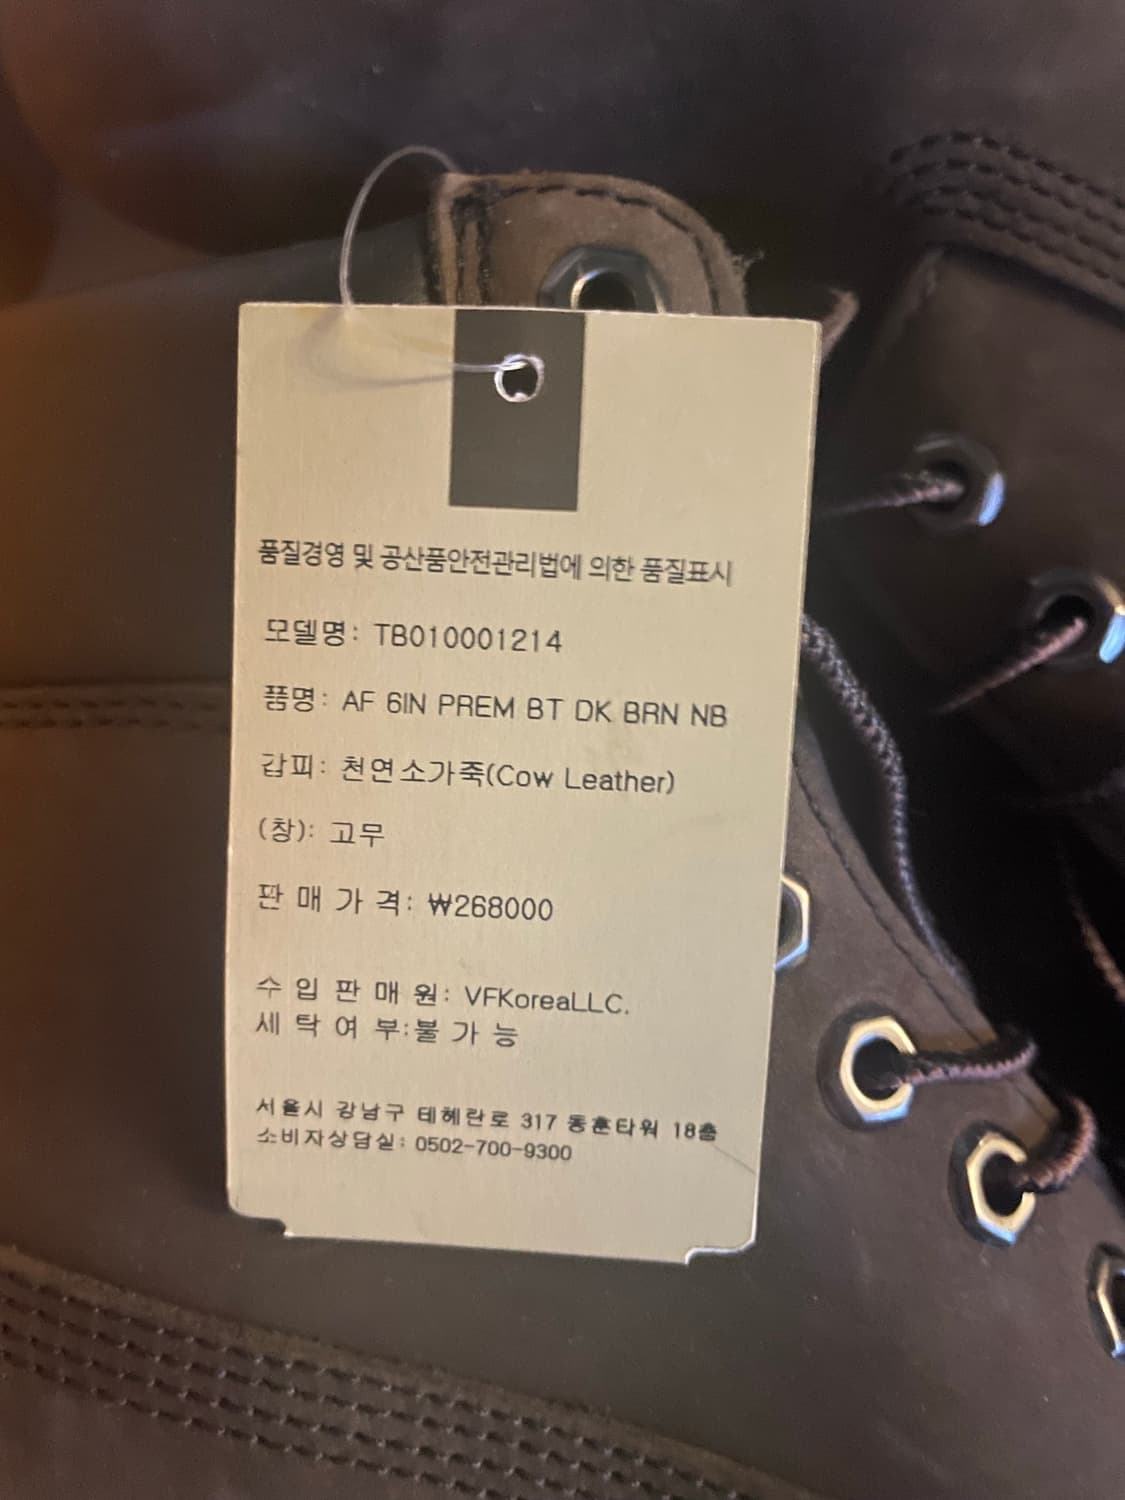 품질경영 및 공산품안전관리법에 의한 품질표시
모델명: TB010001214
품명: AF 6IN PREM BT DK BRN NB
갑피: 천연소가죽(Cow Leather)
(창): 고무
판 매 가 격: ₩268000
수 입 판 매 원: VFKoreaLLC.
세 탁 여 부:불 가 능
서울시 강남구 테헤란로 317 동훈타워 18층
소비자상담실: 0502-700-9300